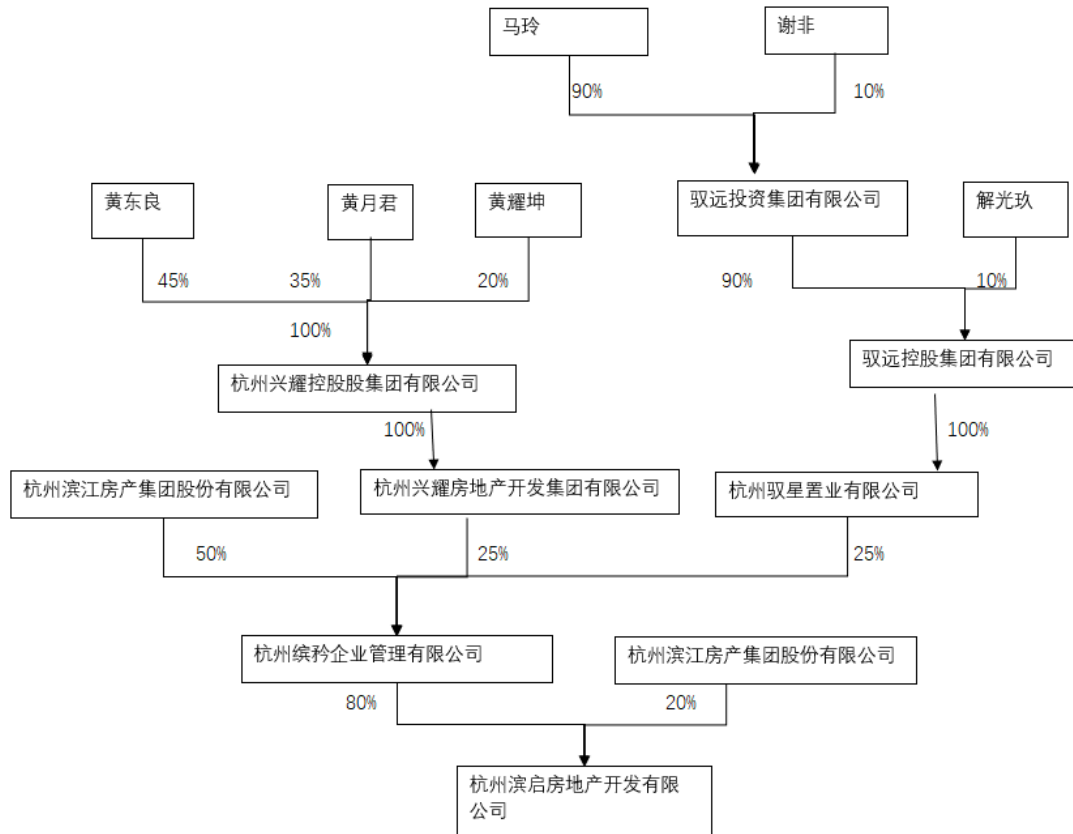 马玲
谢非
90%
10%
黄东良
黄月君
黄耀坤
驭远投资集团有限公司
解光玖
45%
35%
20%
90%
10%
100%
驭远控股集团有限公司
杭州兴耀控股股集团有限公司
100%
100%
杭州滨江房产集团股份有限公司
杭州兴耀房地产开发集团有限公司
杭州驭星置业有限公司
50%
25%
25%
杭州缤矜企业管理有限公司
杭州滨江房产集团股份有限公司
80%
20%
杭州滨启房地产开发有限
公司